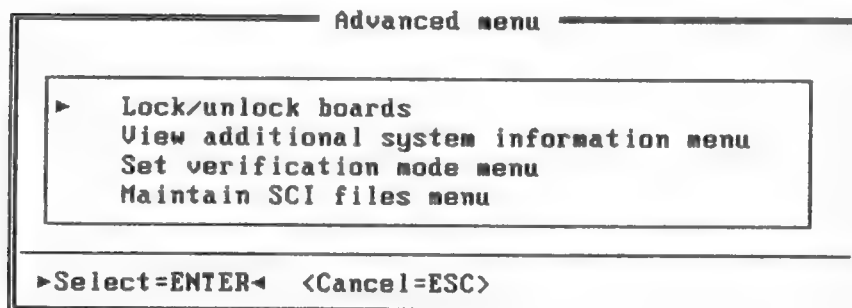 Advanced menu
► Lock/unlock boards
View additional system information menu
Set verification mode menu
Maintain SCI files menu
►Select=ENTER◄ <Cancel=ESC>